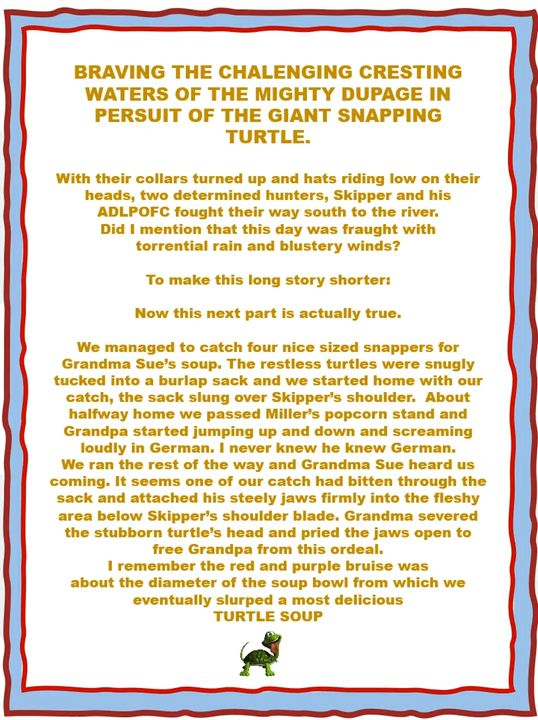 BRAVING THE CHALENGING CRESTING
WATERS OF THE MIGHTY DUPAGE IN
PERSUIT OF THE GIANT SNAPPING
TURTLE.
With their collars turned up and hats riding low on their
heads, two determined hunters, Skipper and his
ADLPOFC fought their way south to the river.
Did I mention that this day was fraught with
torrential rain and blustery winds?
To make this long story shorter:
Now this next part is actually true.
We managed to catch four nice sized snappers for
Grandma Sue's soup. The restless turtles were snugly
tucked into a burlap sack and we started home with our
catch, the sack slung over Skipper's shoulder. About
halfway home we passed Miller's popcorn stand and
Grandpa started jumping up and down and screaming
loudly in German. I never knew he knew German.
We ran the rest of the way and Grandma Sue heard us
coming. It seems one of our catch had bitten through the
sack and attached his steely jaws firmly into the fleshy
area below Skipper's shoulder blade. Grandma severed
the stubborn turtle's head and pried the jaws open to
free Grandpa from this ordeal.
I remember the red and purple bruise was
about the diameter of the soup bowl from which we
eventually slurped a most delicious
TURTLE SOUP